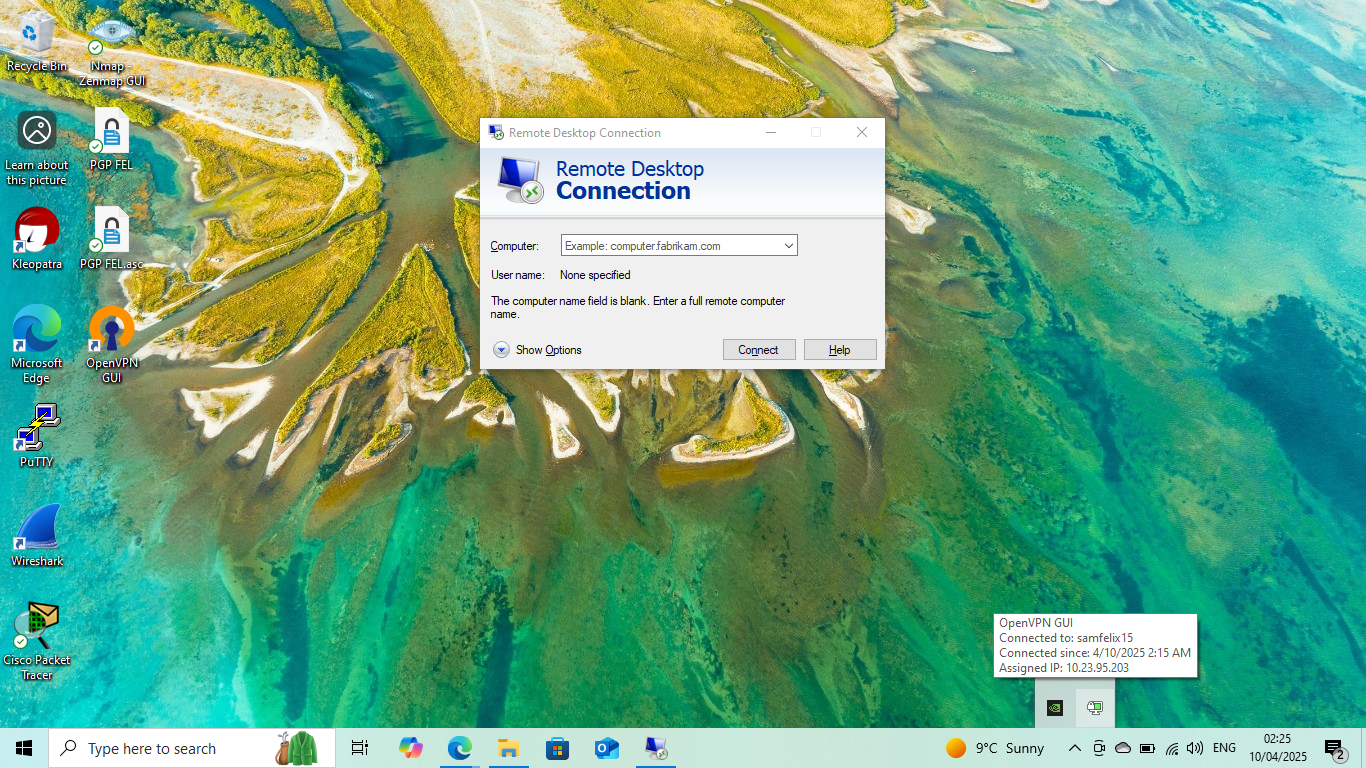 Recycle Bin
Nmap -
Zenmap GUI
Learn about
this picture
PGP FEL
Kleopatra
PGP FEL.asc
Microsoft
Edge
OpenVPN
GUI
PuTTY
Wireshark
Cisco Packet
Tracer
Remote Desktop Connection
Remote Desktop
Connection
Computer:
Example: computer.fabrikam.com
User name:
None specified
The computer name field is blank. Enter a full remote computer
name.
Show Options
Connect
Help
OpenVPN GUI
Connected to: samfelix15
Connected since: 4/10/2025 2:15 AM
Assigned IP: 10.23.95.203
Type here to search
9°C Sunny
ENG
02:25
10/04/2025
2